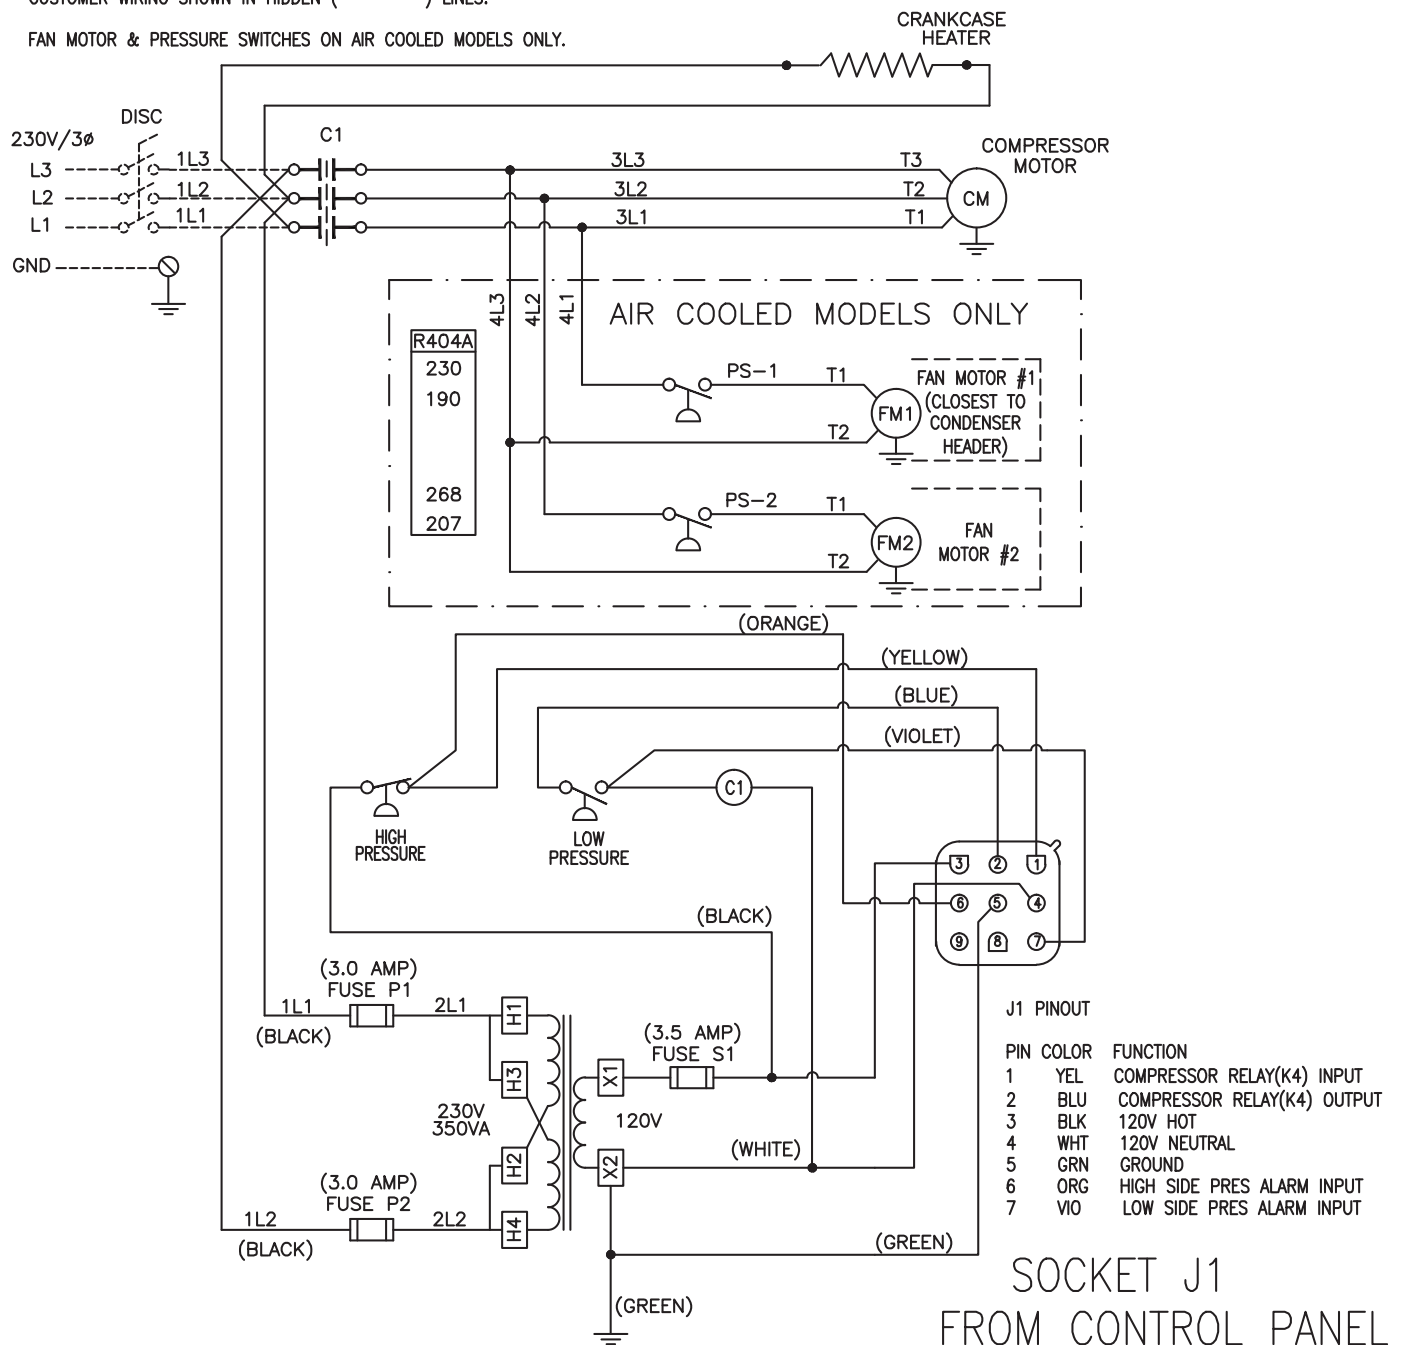 CUSTOMER WIRING SHOWN IN HIDDEN (        ) LINES.
FAN MOTOR & PRESSURE SWITCHES ON AIR COOLED MODELS ONLY.
CRANKCASE
HEATER
DISC
230V/3ø
C1
COMPRESSOR
MOTOR
L3
1L3
3L3
T3
L2
1L2
3L2
T2
CM
L1
1L1
3L1
T1
GND
4L3
4L2
4L1
AIR COOLED MODELS ONLY
R404A
230
190
268
207
PS-1
T1
FM1
T2
FAN MOTOR #1
(CLOSEST TO
CONDENSER
HEADER)
PS-2
T1
FM2
T2
FAN
MOTOR #2
(ORANGE)
(YELLOW)
(BLUE)
(VIOLET)
C1
HIGH
PRESSURE
LOW
PRESSURE
3
2
1
6
5
4
9
8
7
(BLACK)
(3.0 AMP)
FUSE P1
1L1
2L1
(BLACK)
H1
H3
H2
H4
230V
350VA
X1
X2
120V
(3.5 AMP)
FUSE S1
(WHITE)
(3.0 AMP)
FUSE P2
1L2
2L2
(BLACK)
(GREEN)
(GREEN)
J1 PINOUT
PIN COLOR FUNCTION
1 YEL COMPRESSOR RELAY(K4) INPUT
2 BLU COMPRESSOR RELAY(K4) OUTPUT
3 BLK 120V HOT
4 WHT 120V NEUTRAL
5 GRN GROUND
6 ORG HIGH SIDE PRES ALARM INPUT
7 VIO LOW SIDE PRES ALARM INPUT
SOCKET J1
FROM CONTROL PANEL